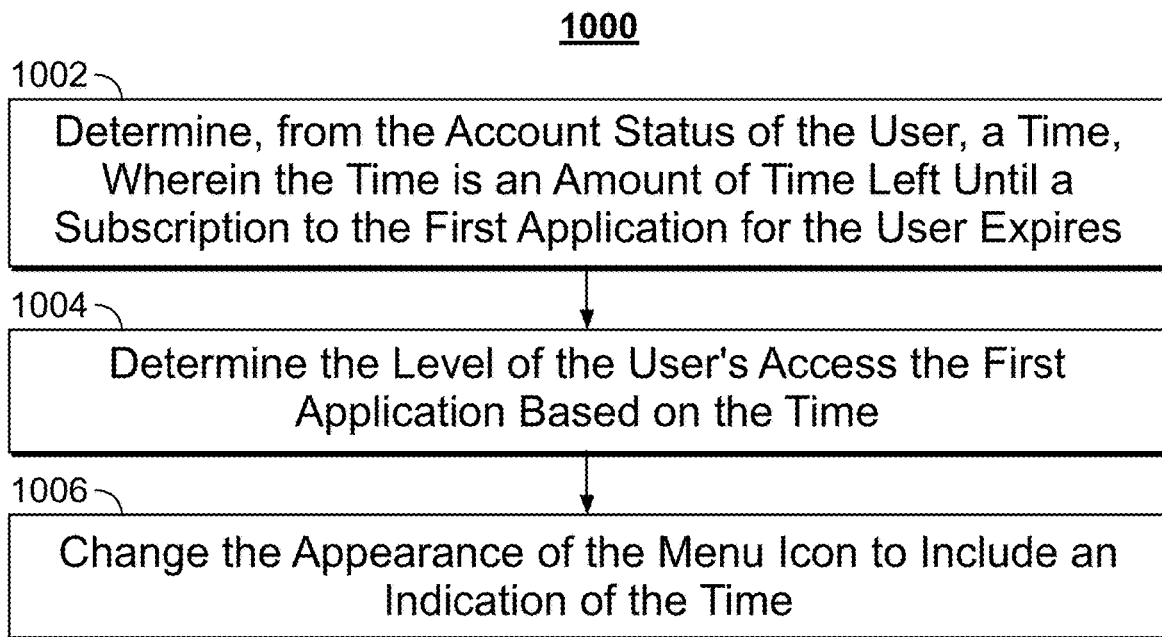 1000
1002
Determine, from the Account Status of the User, a Time,
Wherein the Time is an Amount of Time Left Until a
Subscription to the First Application for the User Expires
1004
Determine the Level of the User's Access the First
Application Based on the Time
1006
Change the Appearance of the Menu Icon to Include an
Indication of the Time